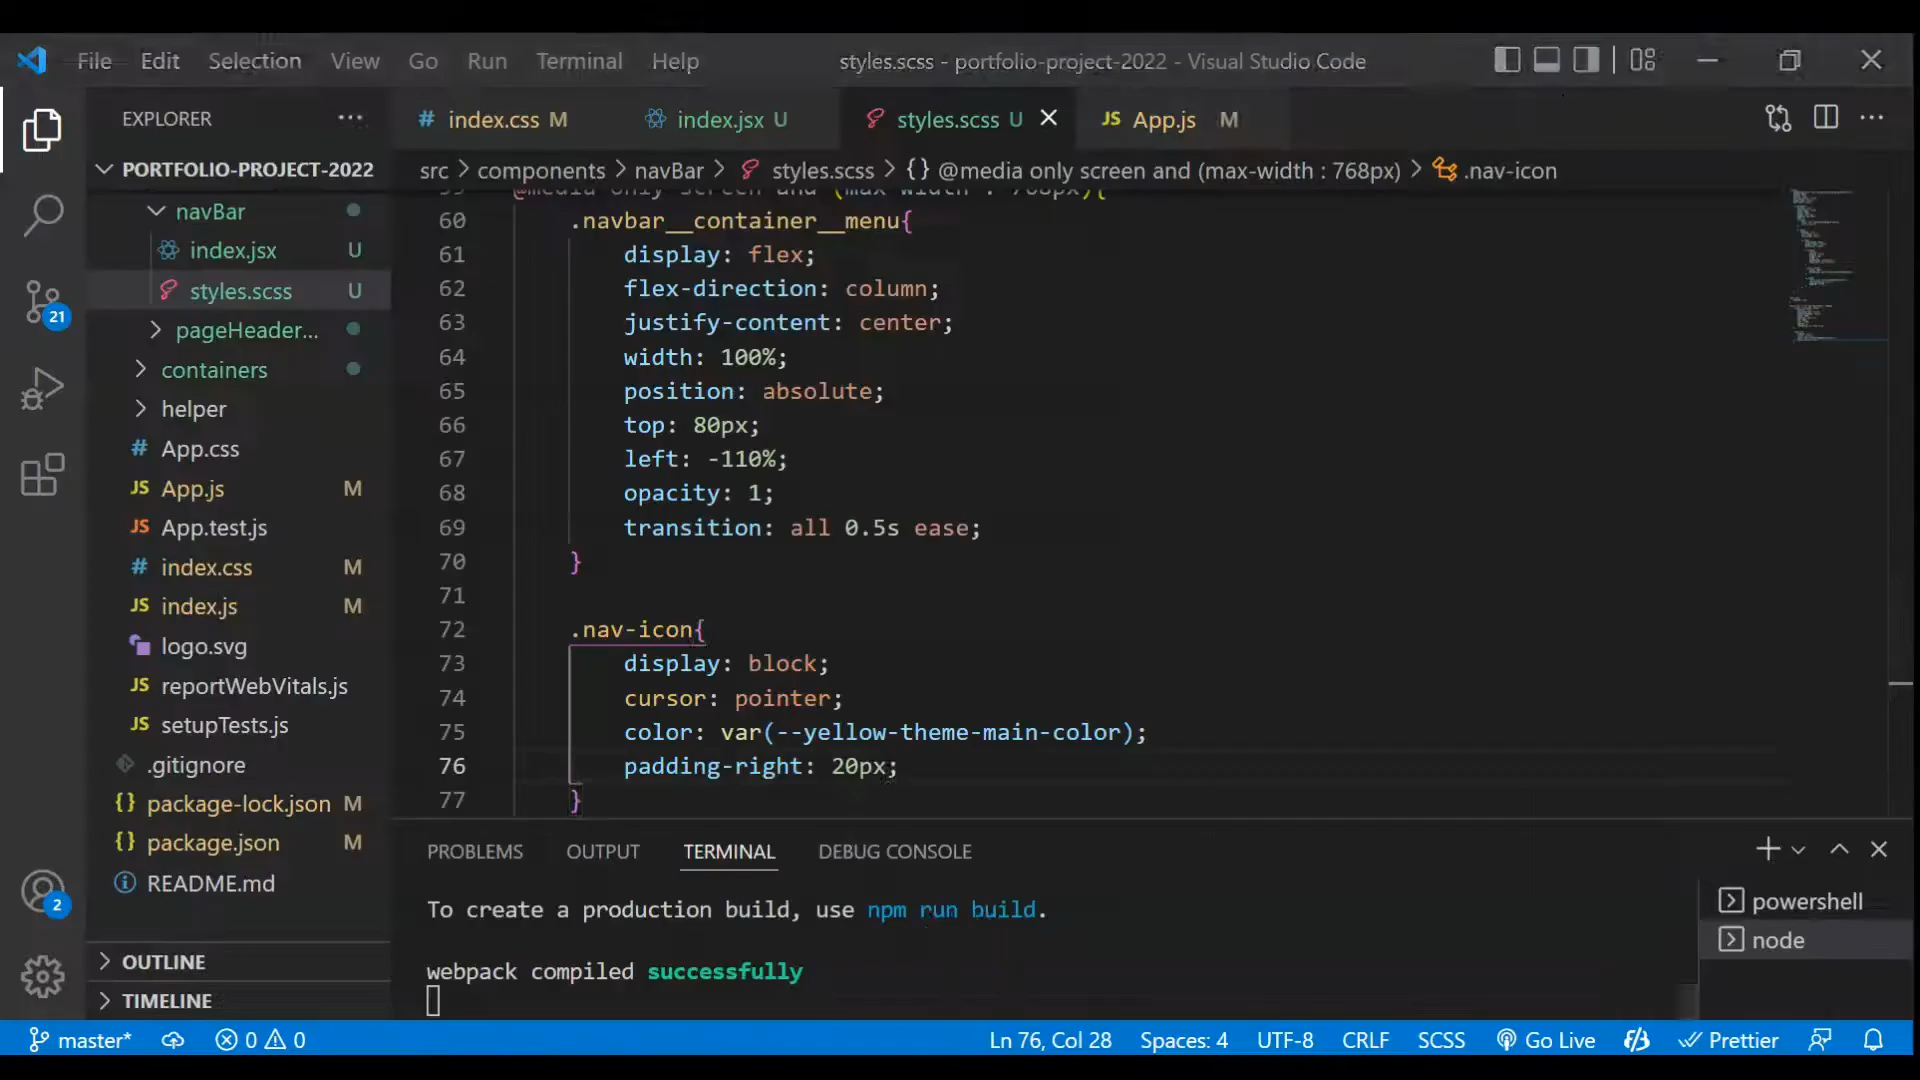 File Edit Selection View Go Run Terminal Help styles.scss - portfolio-project-2022 - Visual Studio Code
EXPLORER
# index.css M
index.jsx U
styles.scss U
JS App.js M
PORTFOLIO-PROJECT-2022
src > components > navBar > styles.scss > {} @media only screen and (max-width : 768px) > .nav-icon
navBar
index.jsx U
styles.scss U
pageHeader...
containers
helper
# App.css
JS App.js M
JS App.test.js
# index.css M
JS index.js M
logo.svg
JS reportWebVitals.js
JS setupTests.js
.gitignore
{} package-lock.json M
{} package.json M
README.md
OUTLINE
TIMELINE
21
2
59 @media only screen and (max-width : 768px){
60 .navbar__container__menu{
61 display: flex;
62 flex-direction: column;
63 justify-content: center;
64 width: 100%;
65 position: absolute;
66 top: 80px;
67 left: -110%;
68 opacity: 1;
69 transition: all 0.5s ease;
70 }
71
72 .nav-icon{
73 display: block;
74 cursor: pointer;
75 color: var(--yellow-theme-main-color);
76 padding-right: 20px;
77 }
PROBLEMS OUTPUT TERMINAL DEBUG CONSOLE
To create a production build, use npm run build.
webpack compiled successfully
powershell
node
master* 0 0 Ln 76, Col 28 Spaces: 4 UTF-8 CRLF SCSS Go Live Prettier